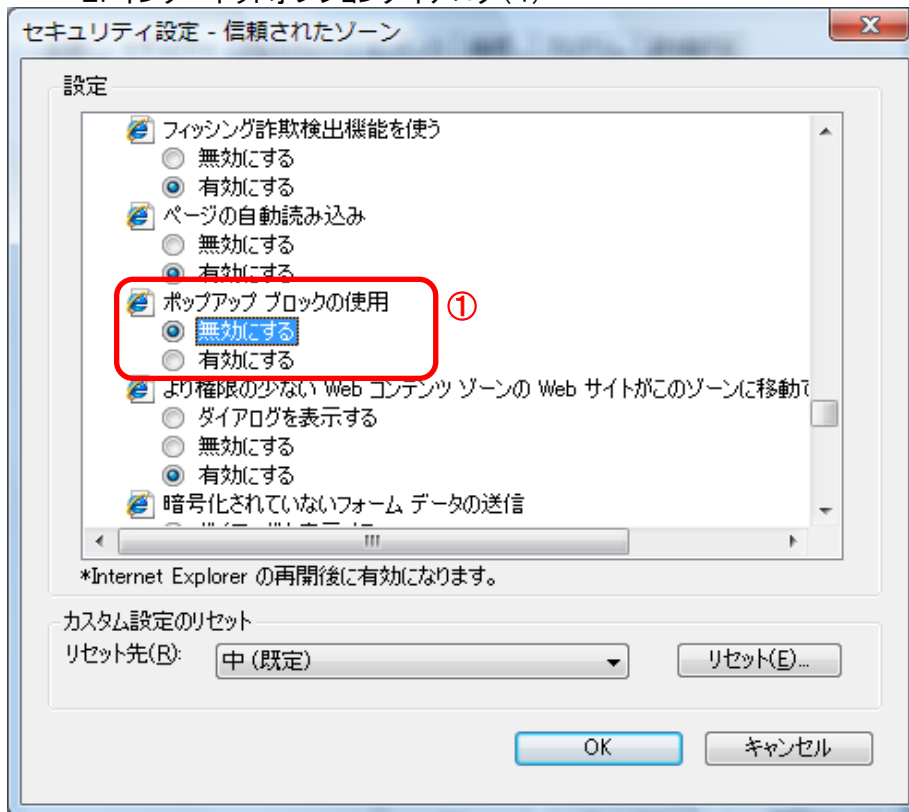 セキュリティ設定 - 信頼されたゾーン
設定
フィッシング詐欺検出機能を使う
無効にする
有効にする
ページの自動読み込み
無効にする
有効にする
ポップアップ ブロックの使用
①
無効にする
有効にする
より権限の少ない Web コンテンツ ゾーンの Web サイトがこのゾーンに移動
ダイアログを表示する
無効にする
有効にする
暗号化されていないフォーム データの送信
*Internet Explorer の再開後に有効になります。
カスタム設定のリセット
リセット先(R):
中 (既定)
リセット(E)...
OK
キャンセル